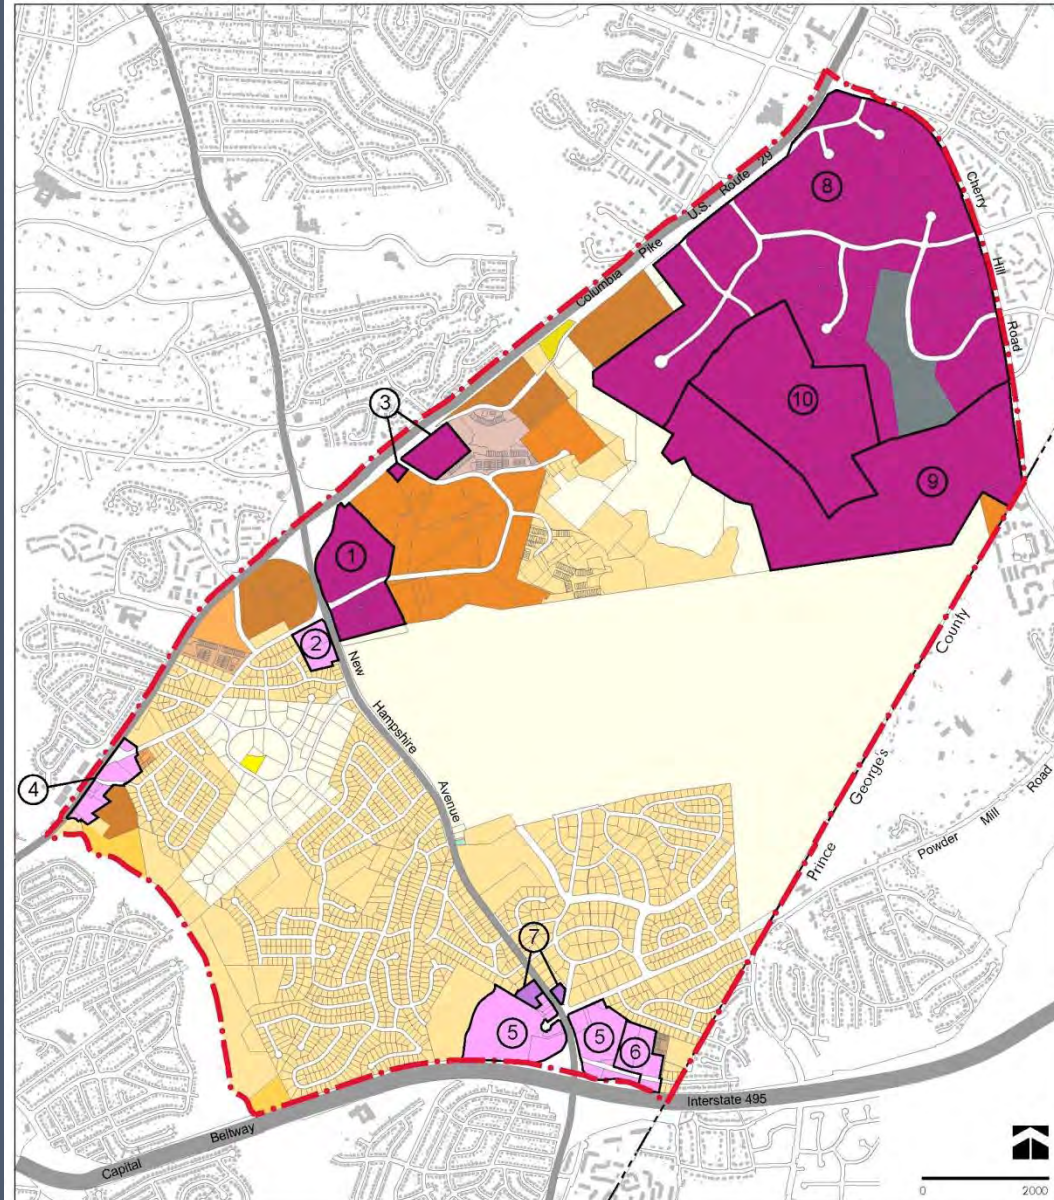 U.S. Route 29
Columbia Pike
Cherry Hill Road
8
10
9
3
1
2
New Hampshire Avenue
4
Prince George's County
Powder Mill Road
7
5
5
6
Interstate 495
Capital Beltway
0 2000